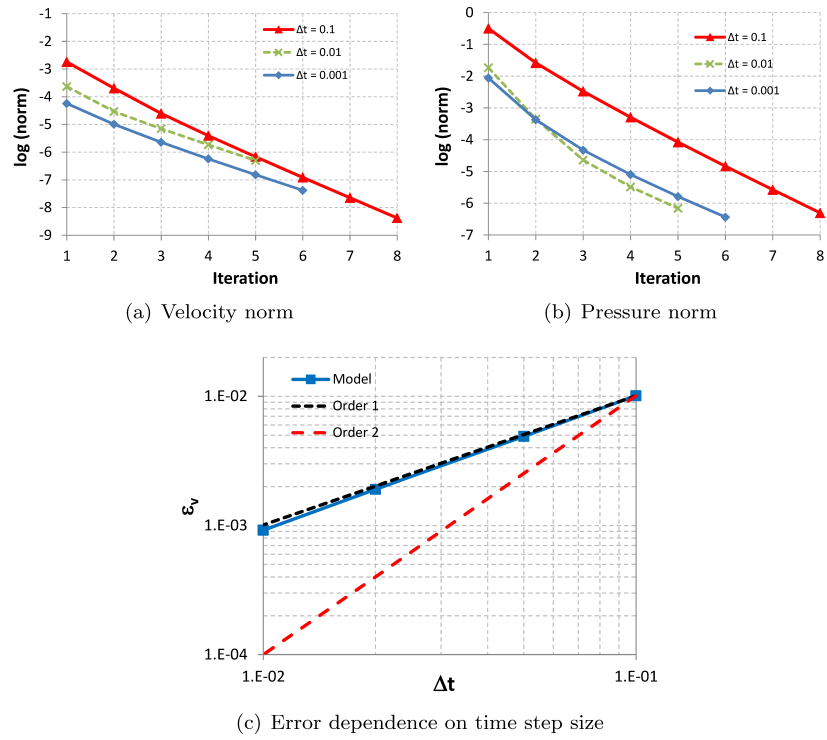 -1
-2
-3
-4
-5
-6
-7
-8
-9
log (norm)
Δt = 0.1
Δt = 0.01
Δt = 0.001
1 2 3 4 5 6 7 8
Iteration
(a) Velocity norm
0
-1
-2
-3
-4
-5
-6
-7
log (norm)
Δt = 0.1
Δt = 0.01
Δt = 0.001
1 2 3 4 5 6 7 8
Iteration
(b) Pressure norm
Model
Order 1
Order 2
1.E-02
1.E-03
1.E-04
εv
1.E-02 1.E-01
Δt
(c) Error dependence on time step size